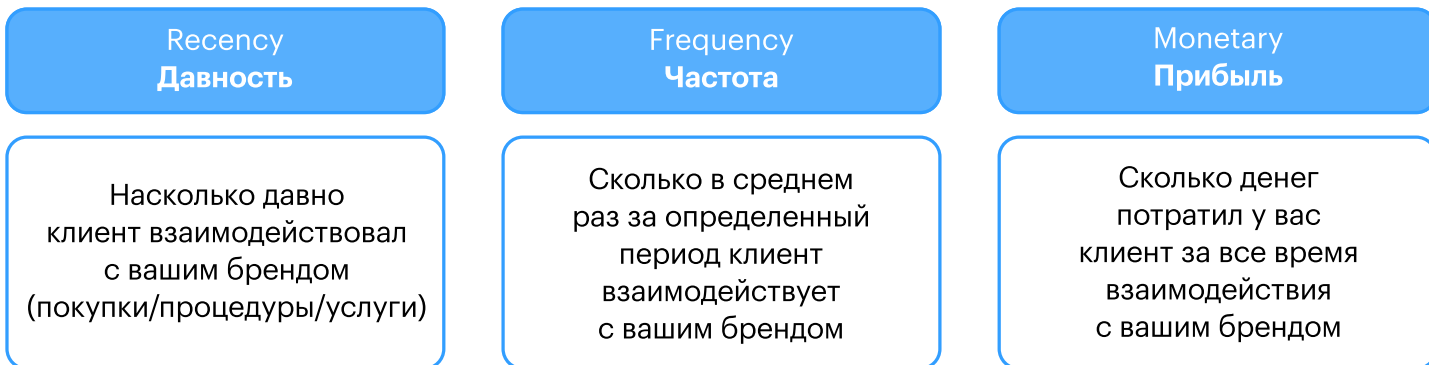 Recency
Давность
Насколько давно
клиент взаимодействовал
с вашим брендом
(покупки/процедуры/услуги)
Frequency
Частота
Сколько в среднем
раз за определенный
период клиент
взаимодействует
с вашим брендом
Monetary
Прибыль
Сколько денег
потратил у вас
клиент за все время
взаимодействия
с вашим брендом